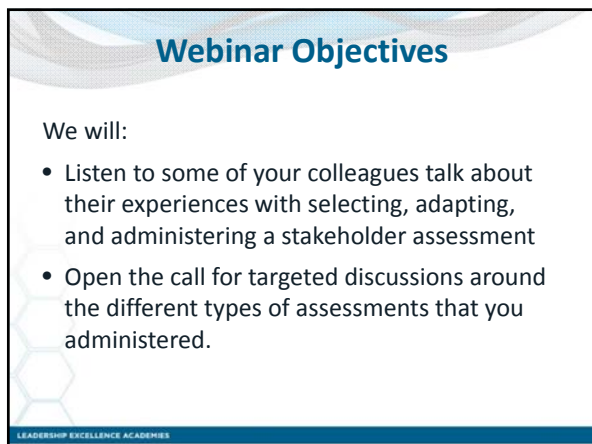 Webinar Objectives
We will:
• Listen to some of your colleagues talk about
their experiences with selecting, adapting,
and administering a stakeholder assessment
• Open the call for targeted discussions around
the different types of assessments that you
administered.
LEADERSHIP EXCELLENCE ACADEMIES